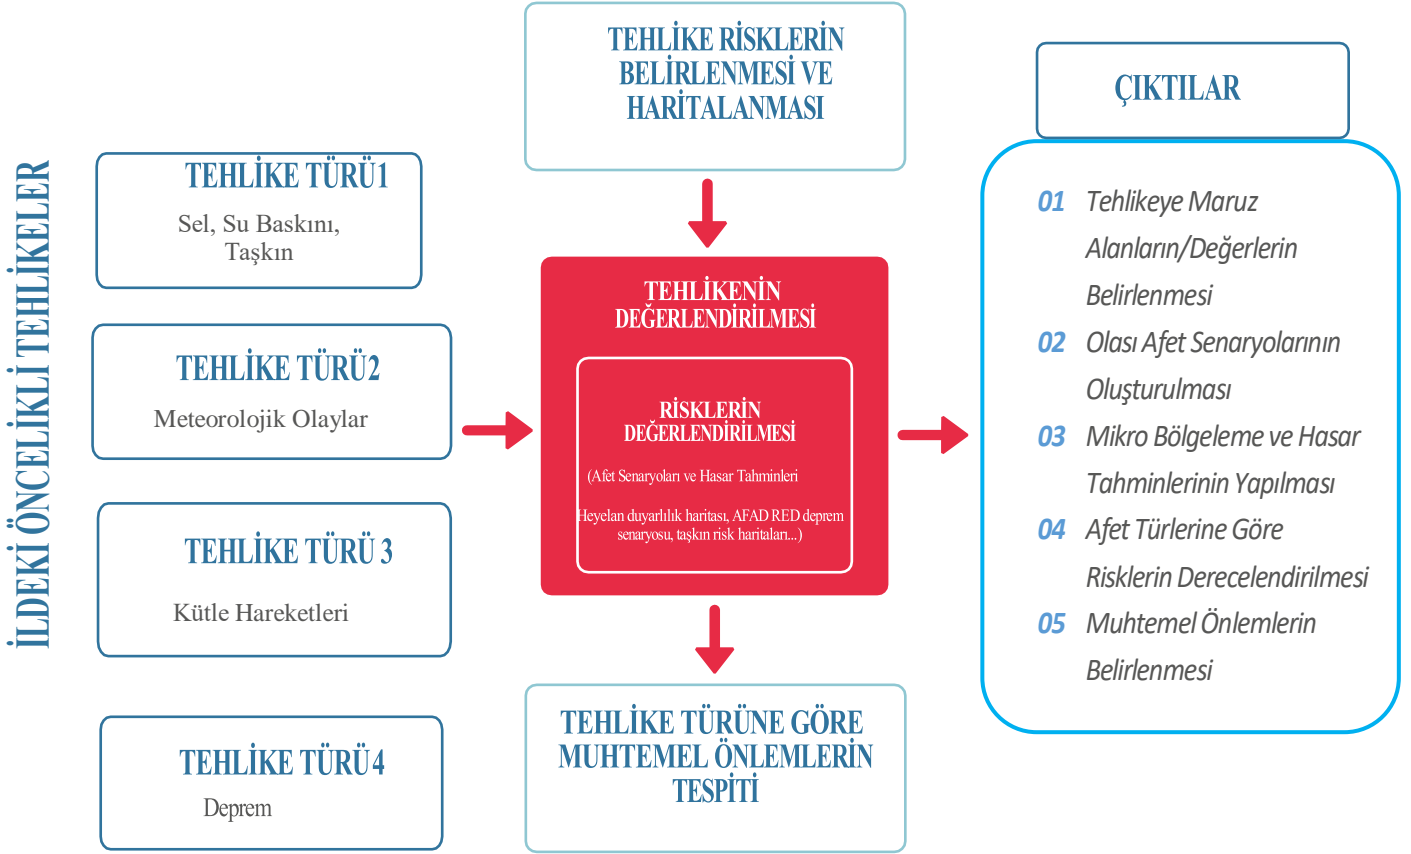 İLDEKİ ÖNCELİKLİ TEHLİKELER
TEHLİKE TÜRÜ1
Sel, Su Baskını,
Taşkın
TEHLİKE TÜRÜ2
Meteorolojik Olaylar
TEHLİKE TÜRÜ 3
Kütle Hareketleri
TEHLİKE TÜRÜ4
Deprem
TEHLİKE RİSKLERİN
BELİRLENMESİ VE
HARİTALANMASI
TEHLİKENİN
DEĞERLENDİRİLMESİ
RİSKLERİN
DEĞERLENDİRİLMESİ
(Afet Senaryoları ve Hasar Tahminleri
Heyelan duyarlılık haritası, AFAD RED deprem
senaryosu, taşkın risk haritaları...)
TEHLİKE TÜRÜNE GÖRE
MUHTEMEL ÖNLEMLERİN
TESPİTİ
ÇIKTILAR
01 Tehlikeye Maruz
Alanların/Değerlerin
Belirlenmesi
02 Olası Afet Senaryolarının
Oluşturulması
03 Mikro Bölgeleme ve Hasar
Tahminlerinin Yapılması
04 Afet Türlerine Göre
Risklerin Derecelendirilmesi
05 Muhtemel Önlemlerin
Belirlenmesi